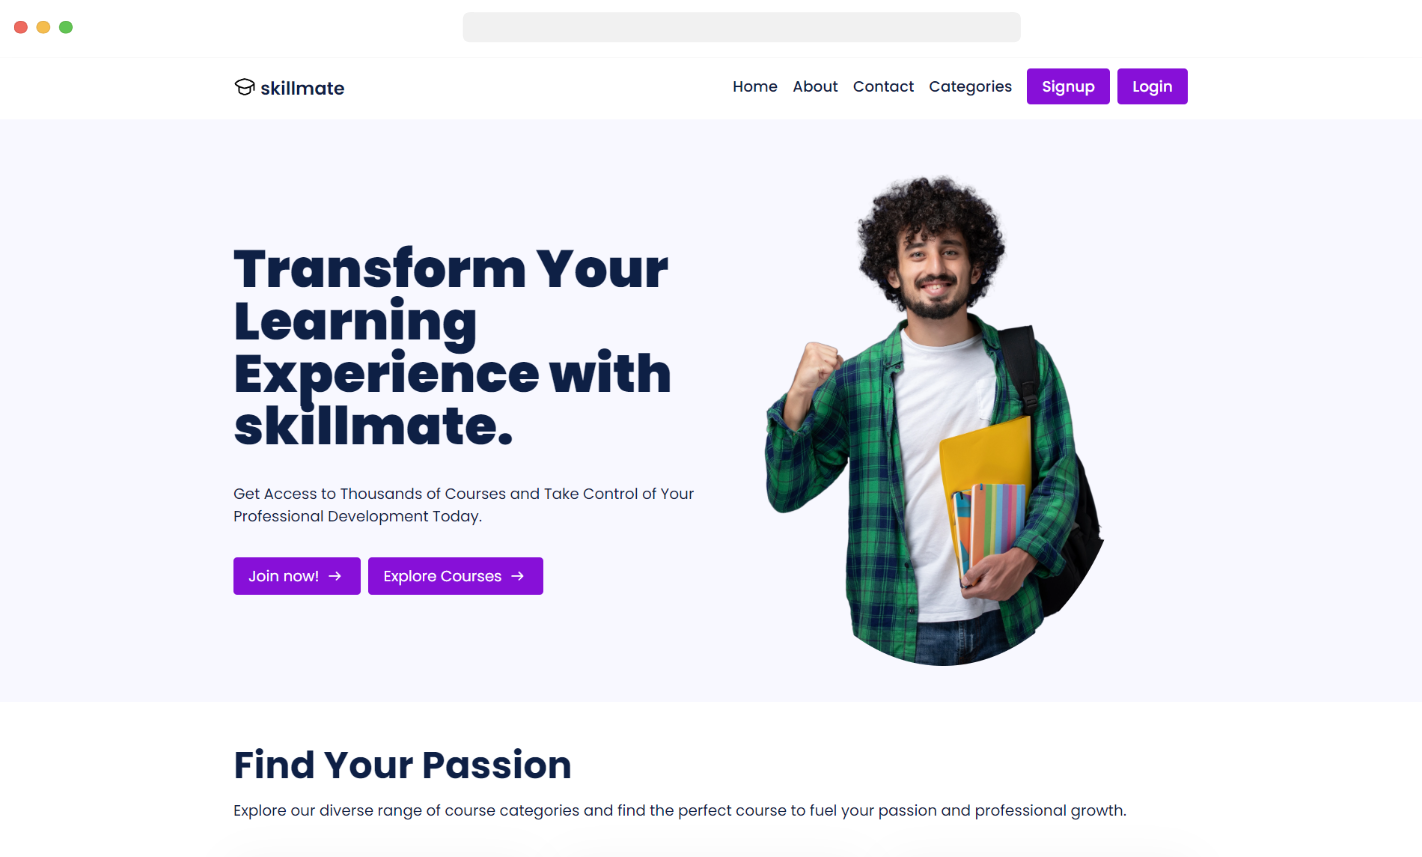 skillmate
Home About Contact Categories Signup Login
Transform Your
Learning
Experience with
skillmate.
Get Access to Thousands of Courses and Take Control of Your
Professional Development Today.
Join now! → Explore Courses →
Find Your Passion
Explore our diverse range of course categories and find the perfect course to fuel your passion and professional growth.